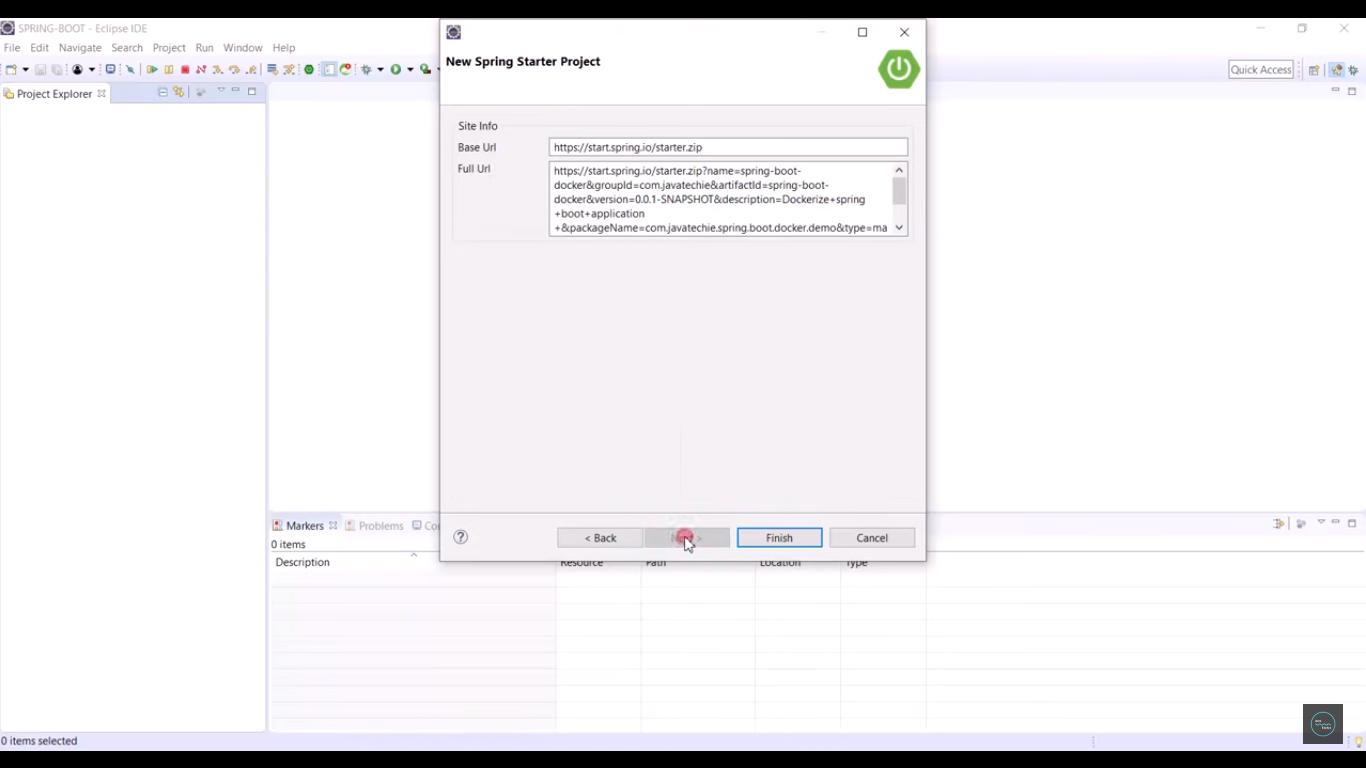 SPRING-BOOT - Eclipse IDE
File Edit Navigate Search Project Run Window Help
Quick Access
Project Explorer
New Spring Starter Project
Site Info
Base Url
https://start.spring.io/starter.zip
Full Url
https://start.spring.io/starter.zip?name=spring-boot-
docker&groupId=com.javatechie&artifactId=spring-boot-
docker&version=0.0.1-SNAPSHOT&description=Dockerize+spring
+boot+application
+&packageName=com.javatechie.spring.boot.docker.demo&type=ma
< Back
Finish
Cancel
Markers Problems Co
0 items
Description Resource Path Location Type
0 items selected